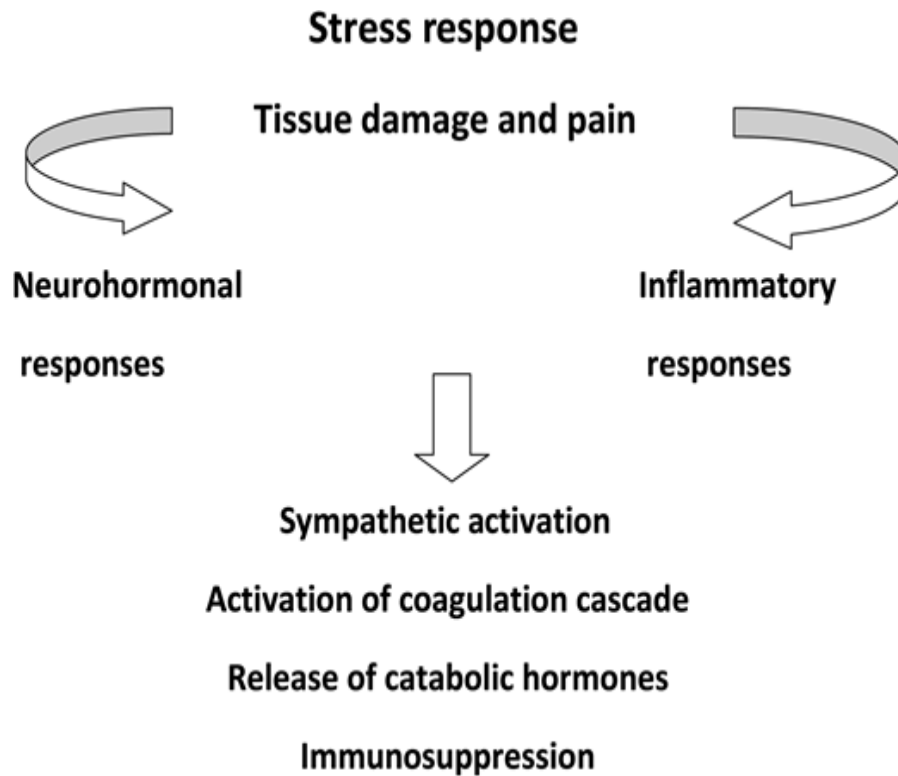 Stress response
Tissue damage and pain
Neurohormonal
responses
Inflammatory
responses
Sympathetic activation
Activation of coagulation cascade
Release of catabolic hormones
Immunosuppression